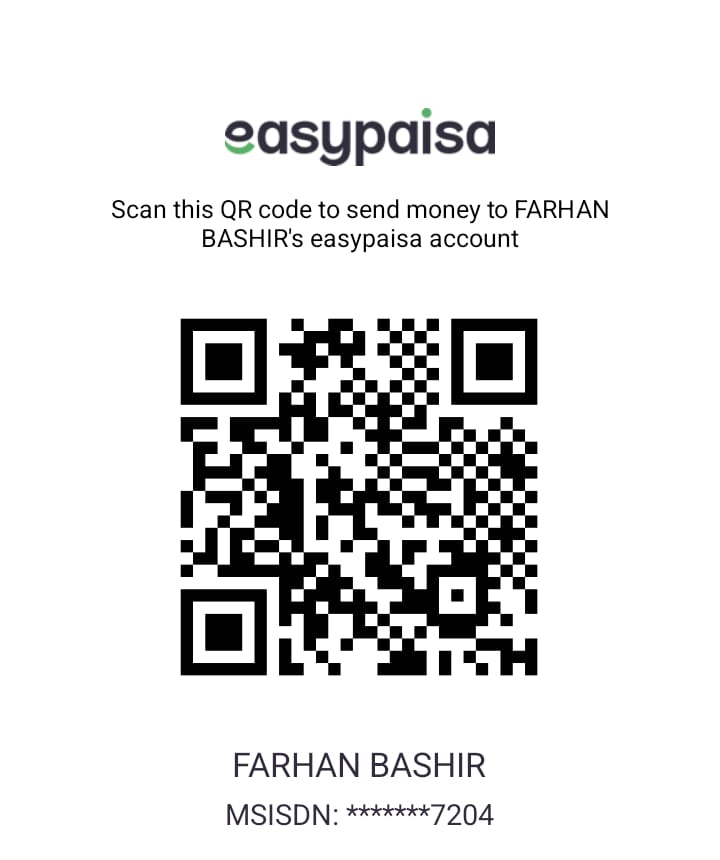 easypaisa
Scan this QR code to send money to FARHAN
BASHIR's easypaisa account
FARHAN BASHIR
MSISDN: *******7204